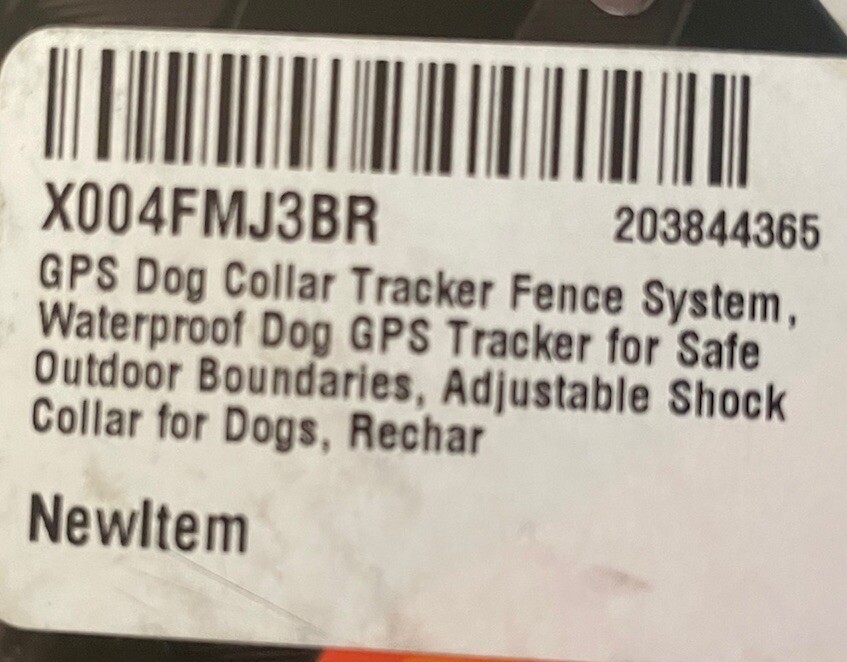 X004FMJ3BR 203844365
GPS Dog Collar Tracker Fence System,
Waterproof Dog GPS Tracker for Safe
Outdoor Boundaries, Adjustable Shock
Collar for Dogs, Rechar
NewItem